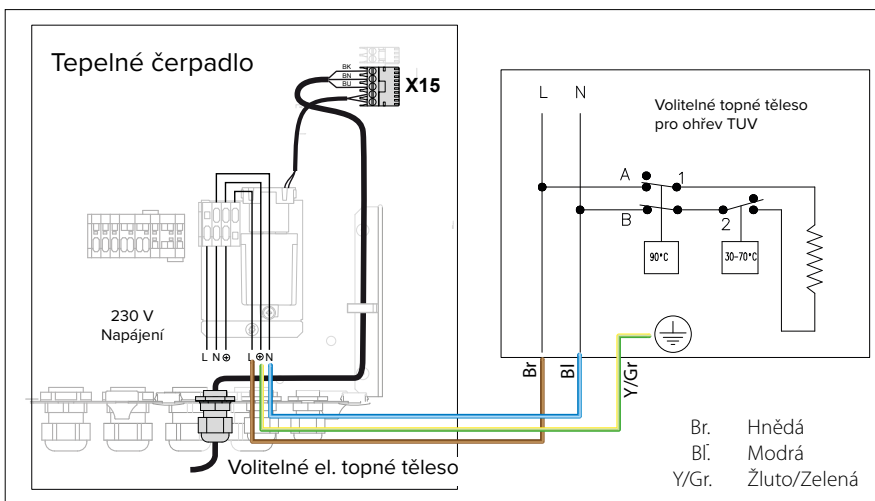 Tepelné čerpadlo
BK
BN
BU
X15
230 V
Napájení
L N
L N
Volitelné el. topné těleso
L N
Volitelné topné těleso
pro ohřev TUV
A
1
B
2
90°C
30-70°C
Br
Bl
Y/Gr
Br. Hnědá
Bl. Modrá
Y/Gr. Žluto/Zelená